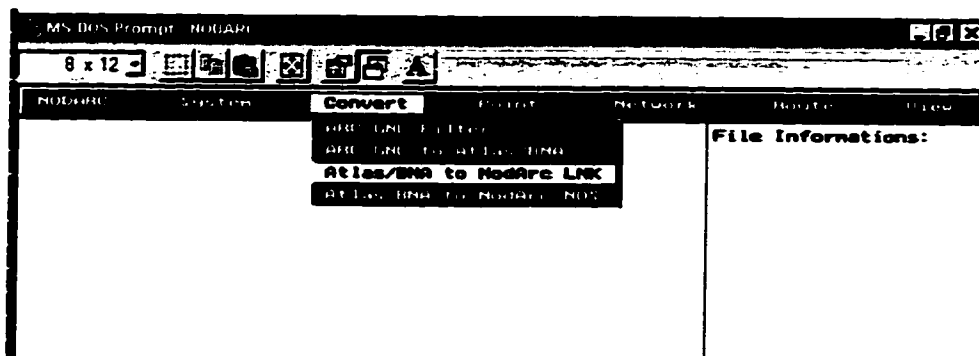 MS-DOS Prompt - NODARC
8 x 12
NODARC System Convert Point Network Route View
ARC GNC Filter
ARC GNC to Atlas/BNA
Atlas/BNA to NodArc LNK
Atlas BNA to NodArc NOS
File Informations: